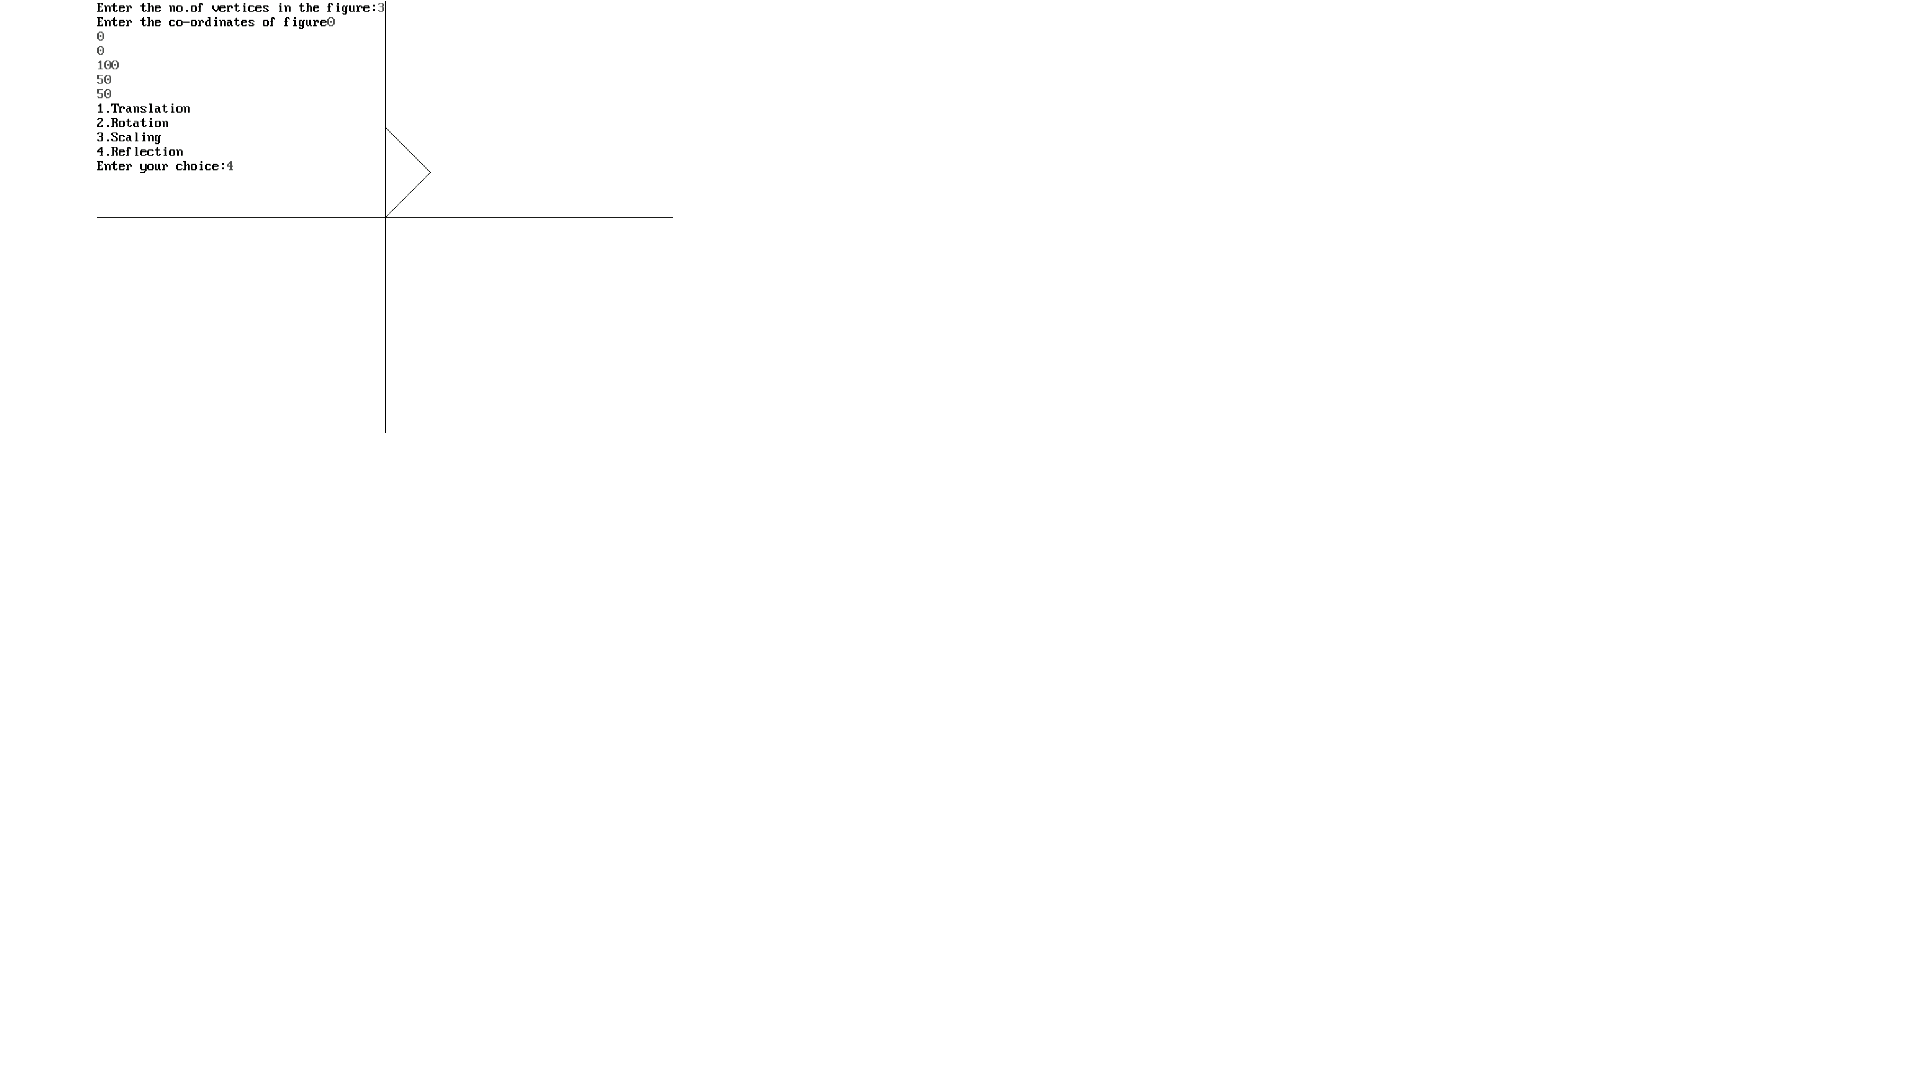 Enter the no.of vertices in the figure:3
Enter the co-ordinates of figure0
0
0
100
50
50
1.Translation
2.Rotation
3.Scaling
4.Reflection
Enter your choice:4